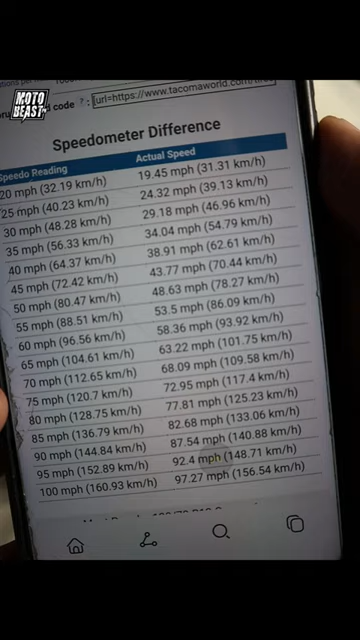 MOTO
BEAST
code ? : [url=https://www.tacomaworld.com/
Speedometer Difference
Speedo Reading Actual Speed
20 mph (32.19 km/h) 19.45 mph (31.31 km/h)
25 mph (40.23 km/h) 24.32 mph (39.13 km/h)
30 mph (48.28 km/h) 29.18 mph (46.96 km/h)
35 mph (56.33 km/h) 34.04 mph (54.79 km/h)
40 mph (64.37 km/h) 38.91 mph (62.61 km/h)
45 mph (72.42 km/h) 43.77 mph (70.44 km/h)
50 mph (80.47 km/h) 48.63 mph (78.27 km/h)
55 mph (88.51 km/h) 53.5 mph (86.09 km/h)
60 mph (96.56 km/h) 58.36 mph (93.92 km/h)
65 mph (104.61 km/h) 63.22 mph (101.75 km/h)
70 mph (112.65 km/h) 68.09 mph (109.58 km/h)
75 mph (120.7 km/h) 72.95 mph (117.4 km/h)
80 mph (128.75 km/h) 77.81 mph (125.23 km/h)
85 mph (136.79 km/h) 82.68 mph (133.06 km/h)
90 mph (144.84 km/h) 87.54 mph (140.88 km/h)
95 mph (152.89 km/h) 92.4 mph (148.71 km/h)
100 mph (160.93 km/h) 97.27 mph (156.54 km/h)